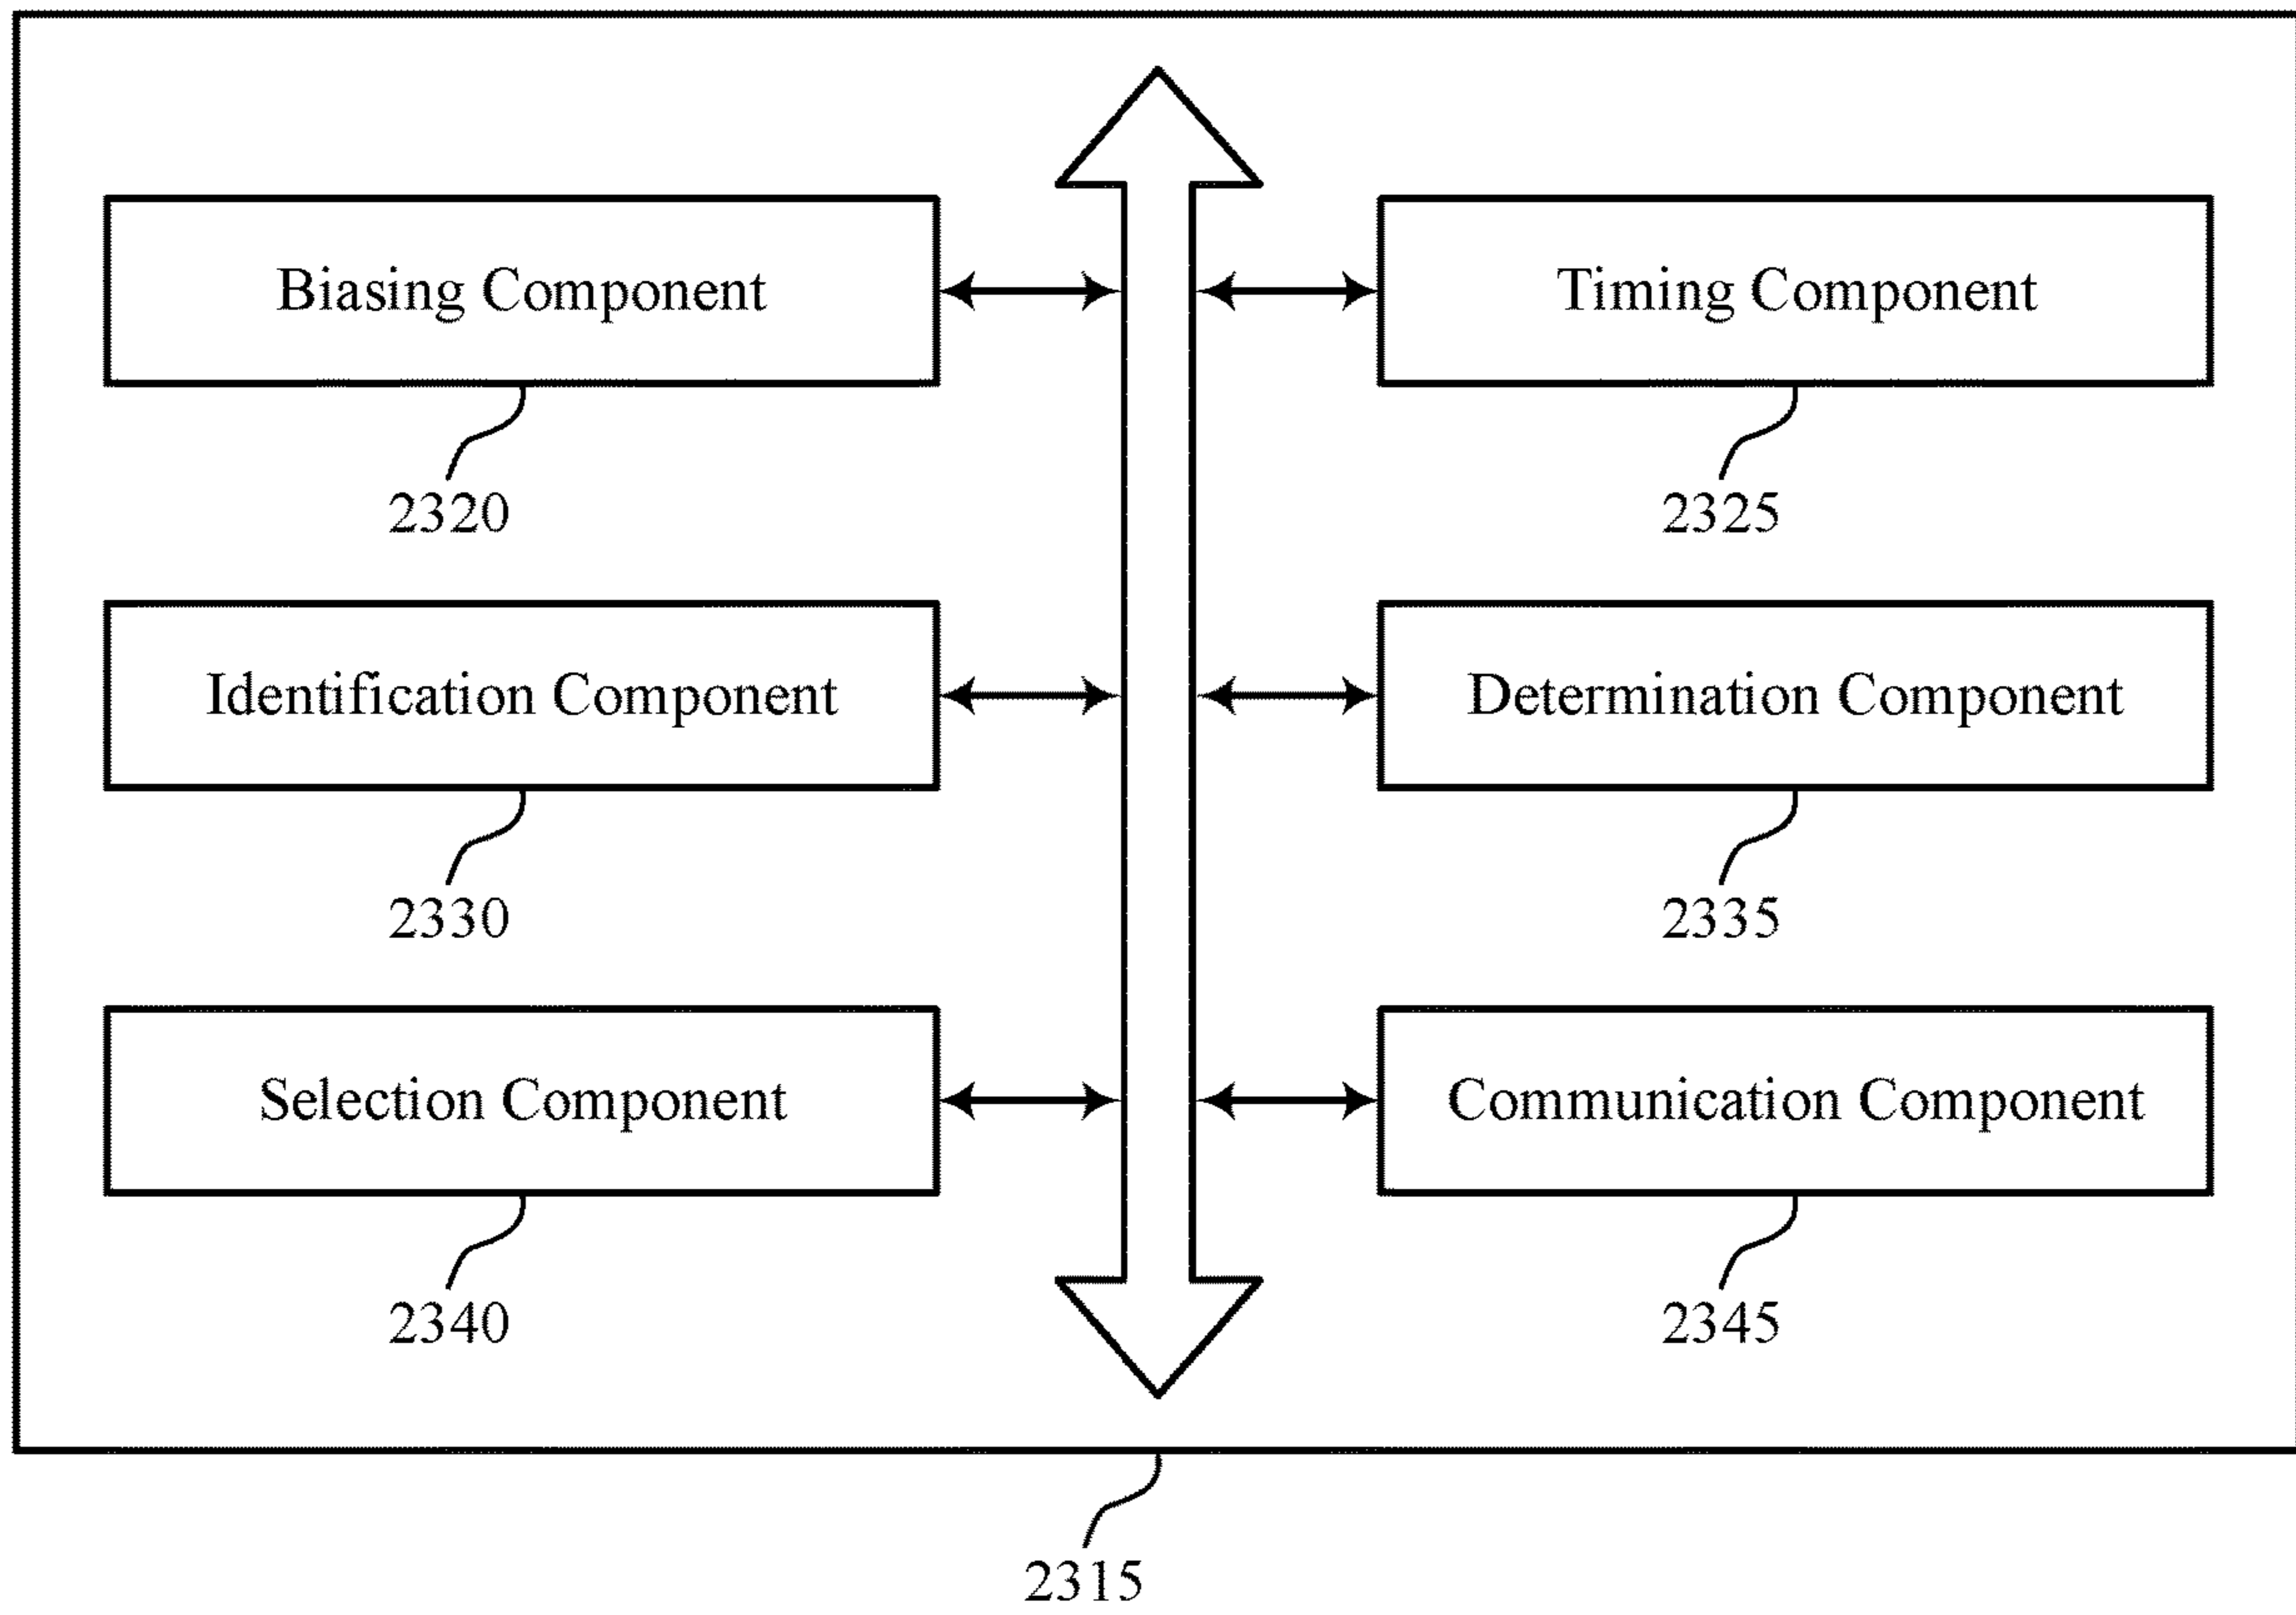 Biasing Component
Timing Component
2320
2325
Identification Component
Determination Component
2330
2335
Selection Component
Communication Component
2340
2345
2315